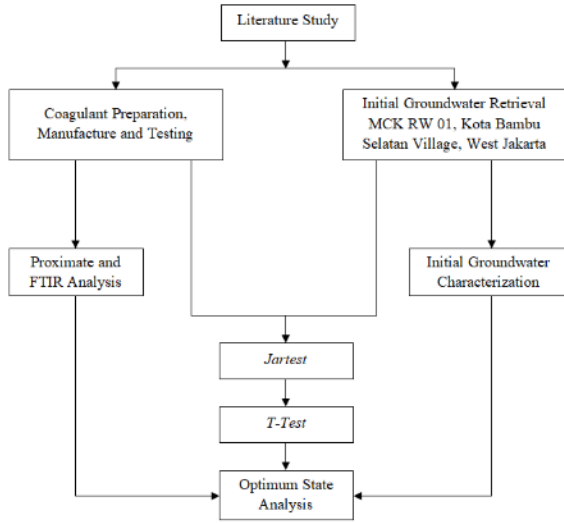 Literature Study
Coagulant Preparation,
Manufacture and Testing
Initial Groundwater Retrieval
MCK RW 01, Kota Bambu
Selatan Village, West Jakarta
Proximate and
FTIR Analysis
Initial Groundwater
Characterization
Jartest
T-Test
Optimum State
Analysis